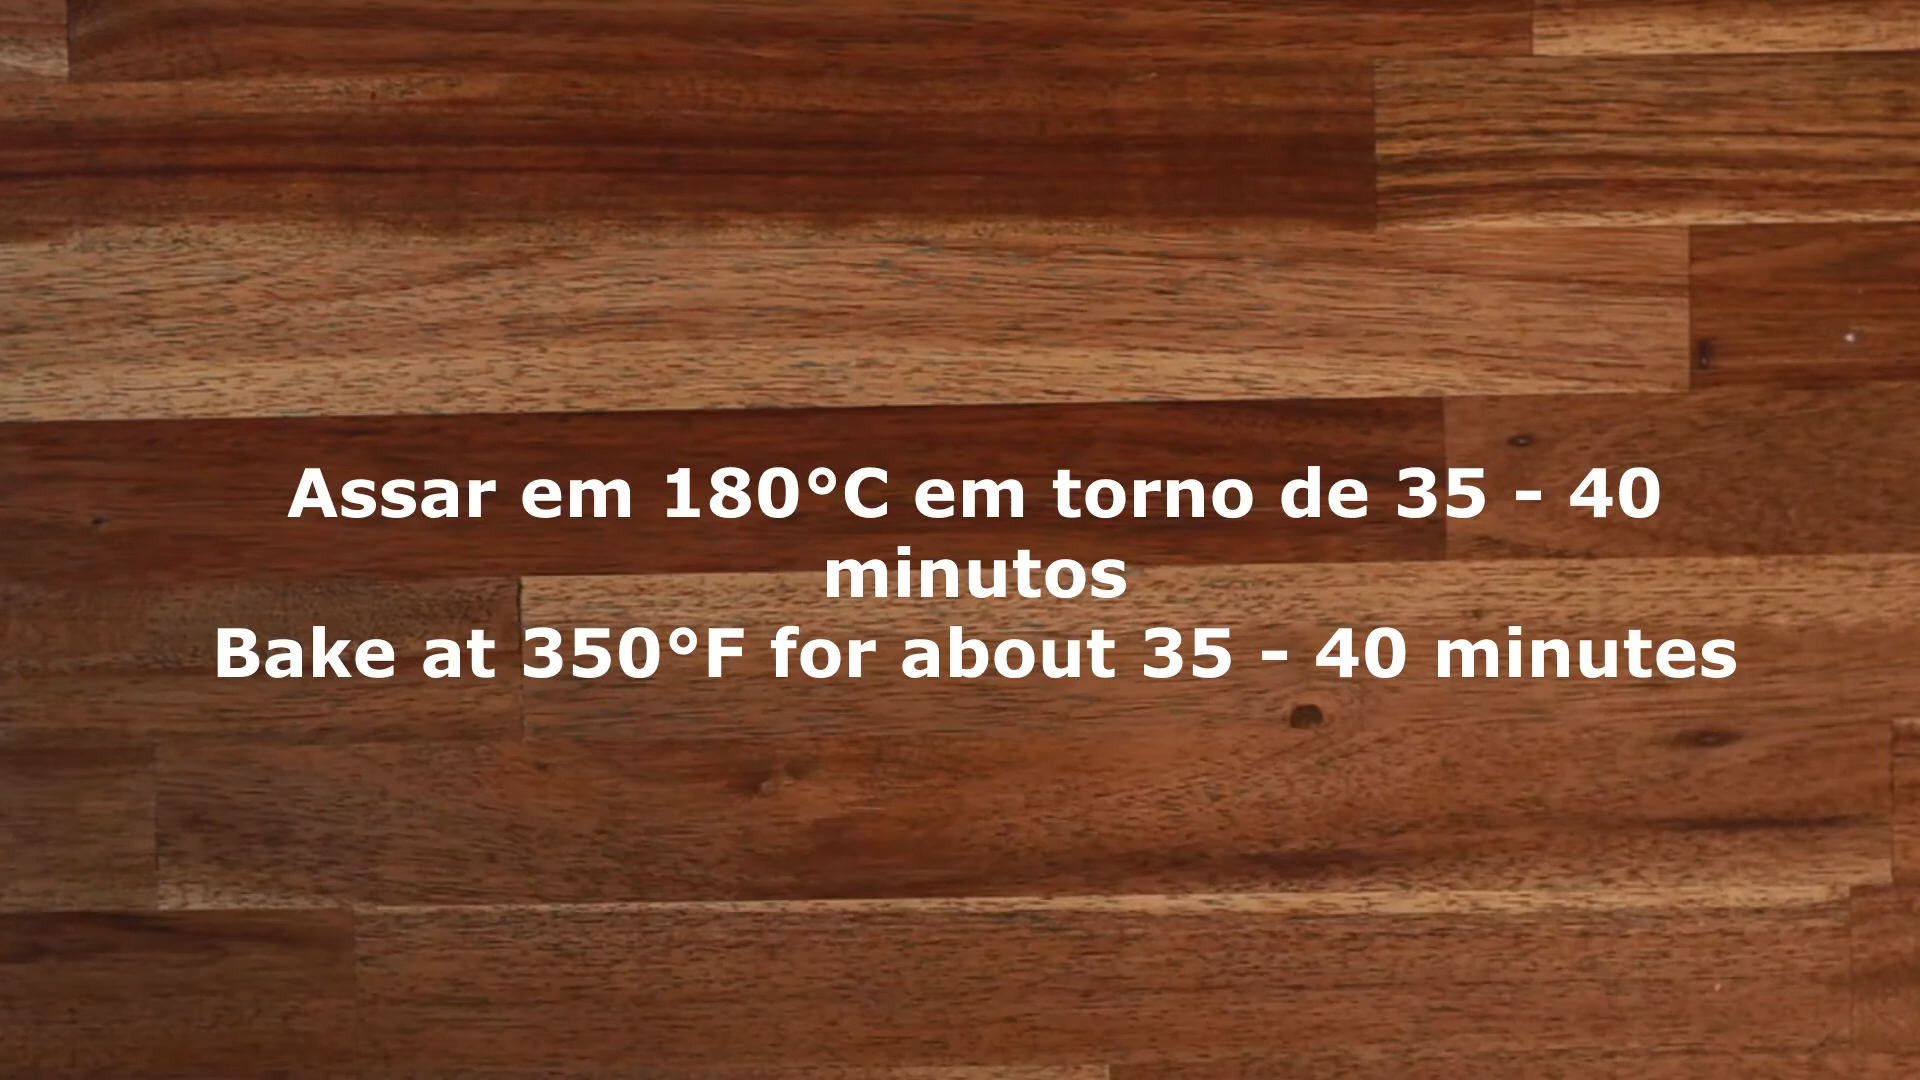 Assar em 180°C em torno de 35 - 40
minutos
Bake at 350°F for about 35 - 40 minutes